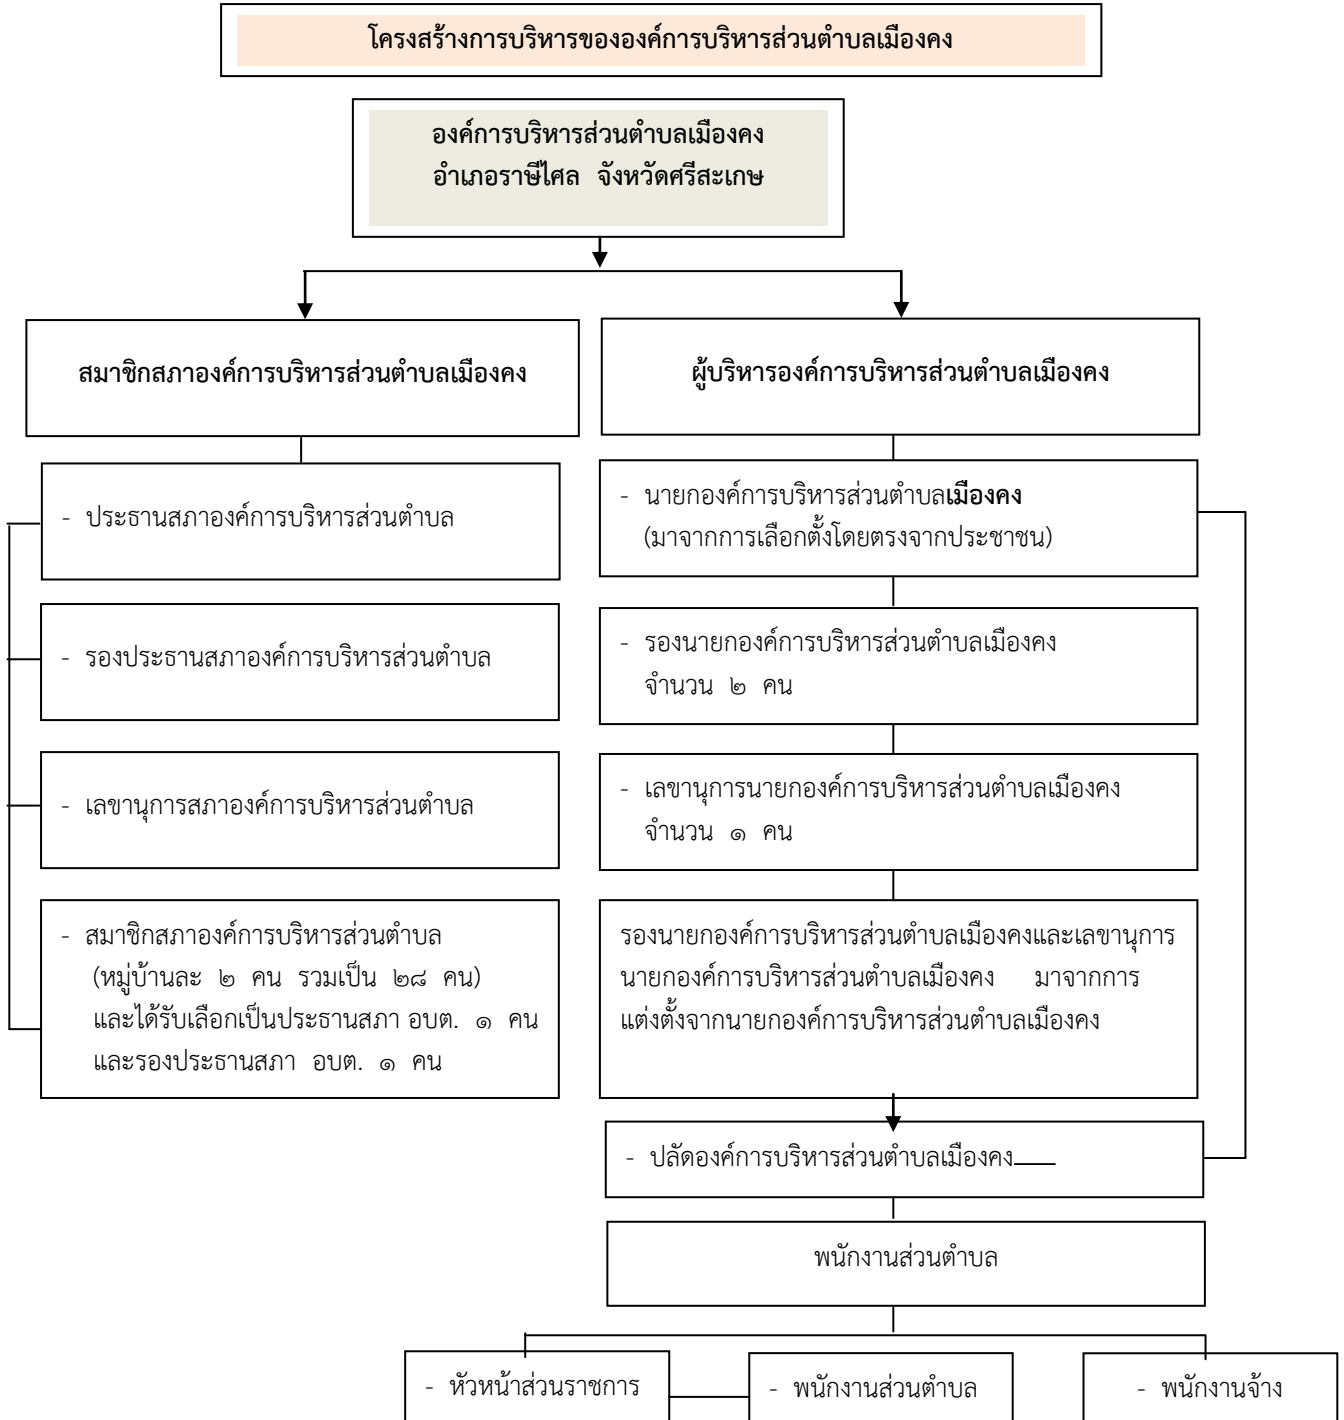 โครงสร้างการบริหารขององค์การบริหารส่วนตำบลเมืองคง
องค์การบริหารส่วนตำบลเมืองคง
อำเภอราษีไศล จังหวัดศรีสะเกษ
สมาชิกสภาองค์การบริหารส่วนตำบลเมืองคง
ผู้บริหารองค์การบริหารส่วนตำบลเมืองคง
- ประธานสภาองค์การบริหารส่วนตำบล
- รองประธานสภาองค์การบริหารส่วนตำบล
- เลขานุการสภาองค์การบริหารส่วนตำบล
- สมาชิกสภาองค์การบริหารส่วนตำบล
(หมู่บ้านละ ๒ คน รวมเป็น ๒๘ คน)
และได้รับเลือกเป็นประธานสภา อบต. ๑ คน
และรองประธานสภา อบต. ๑ คน
- นายกองค์การบริหารส่วนตำบลเมืองคง
(มาจากการเลือกตั้งโดยตรงจากประชาชน)
- รองนายกองค์การบริหารส่วนตำบลเมืองคง
จำนวน ๒ คน
- เลขานุการนายกองค์การบริหารส่วนตำบลเมืองคง
จำนวน ๑ คน
รองนายกองค์การบริหารส่วนตำบลเมืองคงและเลขานุการ
นายกองค์การบริหารส่วนตำบลเมืองคง มาจากการ
แต่งตั้งจากนายกองค์การบริหารส่วนตำบลเมืองคง
- ปลัดองค์การบริหารส่วนตำบลเมืองคง
พนักงานส่วนตำบล
- หัวหน้าส่วนราชการ
- พนักงานส่วนตำบล
- พนักงานจ้าง